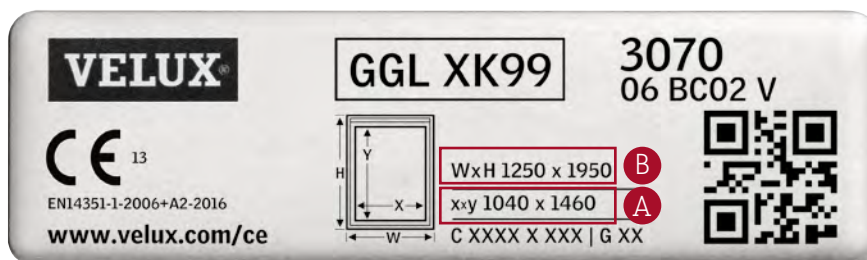 VELUX®
GGL XK99
3070
06 BC02 V
CE 13
EN14351-1-2006+A2-2016
www.velux.com/ce
H
Y
X
W
WxH 1250 x 1950 B
xxy 1040 x 1460 A
C XXXX X XXX | G XX